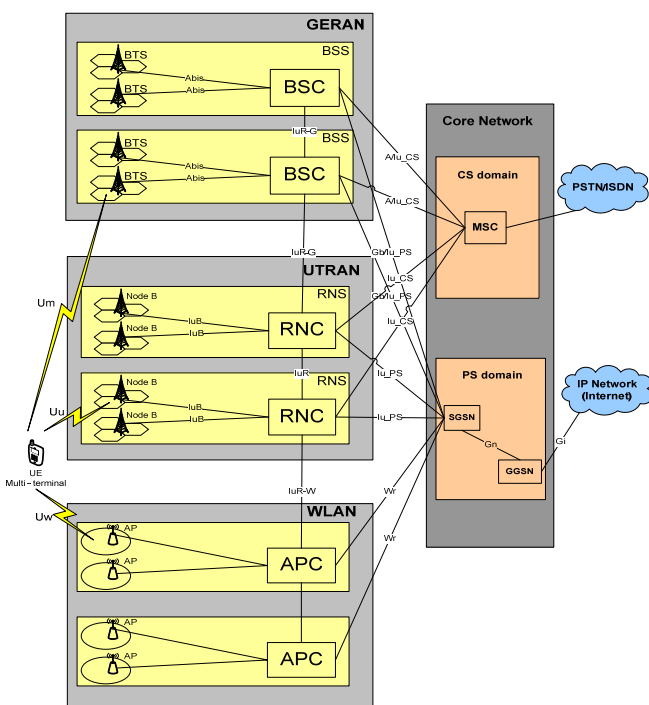 GERAN
BSS
BTS
BTS
Abis
Abis
BSC
IuR-G
BSS
BTS
BTS
Abis
Abis
BSC
IuR-G
UTRAN
RNS
Node B
Node B
IuB
IuB
RNC
IuR
RNS
Node B
Node B
IuB
IuB
RNC
IuR-W
WLAN
AP
AP
APC
AP
AP
APC
Um
Uu
Uw
UE
Multi-terminal
A/Iu_CS
A/Iu_CS
Gb/Iu_PS
Iu_CS
Gb/Iu_PS
Iu_CS
Iu_PS
Iu_PS
Wr
Wr
Core Network
CS domain
MSC
PS domain
SGSN
Gn
GGSN
Gi
PSTN/ISDN
IP Network
(Internet)